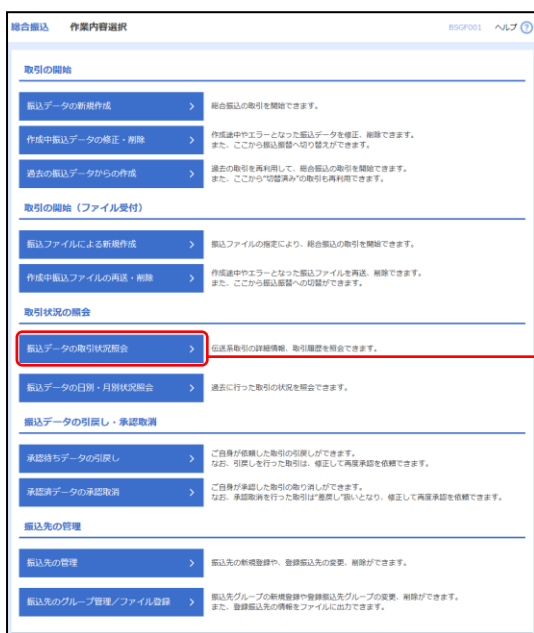 総合振込 作業内容選択 BSGF001 ヘルプ ?
取引の開始
振込データの新規作成 > 総合振込の取引を開始できます。
作成中振込データの修正・削除 > 作成途中やエラーとなった振込データを修正、削除できます。
また、ここから振込振替へ切り替えができます。
過去の振込データからの作成 > 過去の取引を再利用して、総合振込の取引を開始できます。
また、ここから"切替済み"の取引も再利用できます。
取引の開始（ファイル受付）
振込ファイルによる新規作成 > 振込ファイルの指定により、総合振込の取引を開始できます。
作成中振込ファイルの再送・削除 > 作成途中やエラーとなった振込ファイルを再送、削除できます。
また、ここから振込振替への切替ができます。
取引状況の照会
振込データの取引状況照会 > 伝送系取引の詳細情報、取引履歴を照会できます。
振込データの日別・月別状況照会 > 過去に行った取引の状況を照会できます。
振込データの引戻し・承認取消
承認待ちデータの引戻し > ご自身が依頼した取引の引戻しができます。
なお、引戻しを行った取引は、修正して再度承認を依頼できます。
承認済データの承認取消 > ご自身が承認した取引の取り消しができます。
なお、承認取消を行った取引は"差戻し"扱いとなり、修正して再度承認を依頼できます。
振込先の管理
振込先の管理 > 振込先の新規登録や、登録振込先の変更、削除ができます。
振込先のグループ管理/ファイル登録 > 振込先グループの新規登録や登録振込先グループの変更、削除ができます。
また、登録振込先の情報をファイルに出力できます。